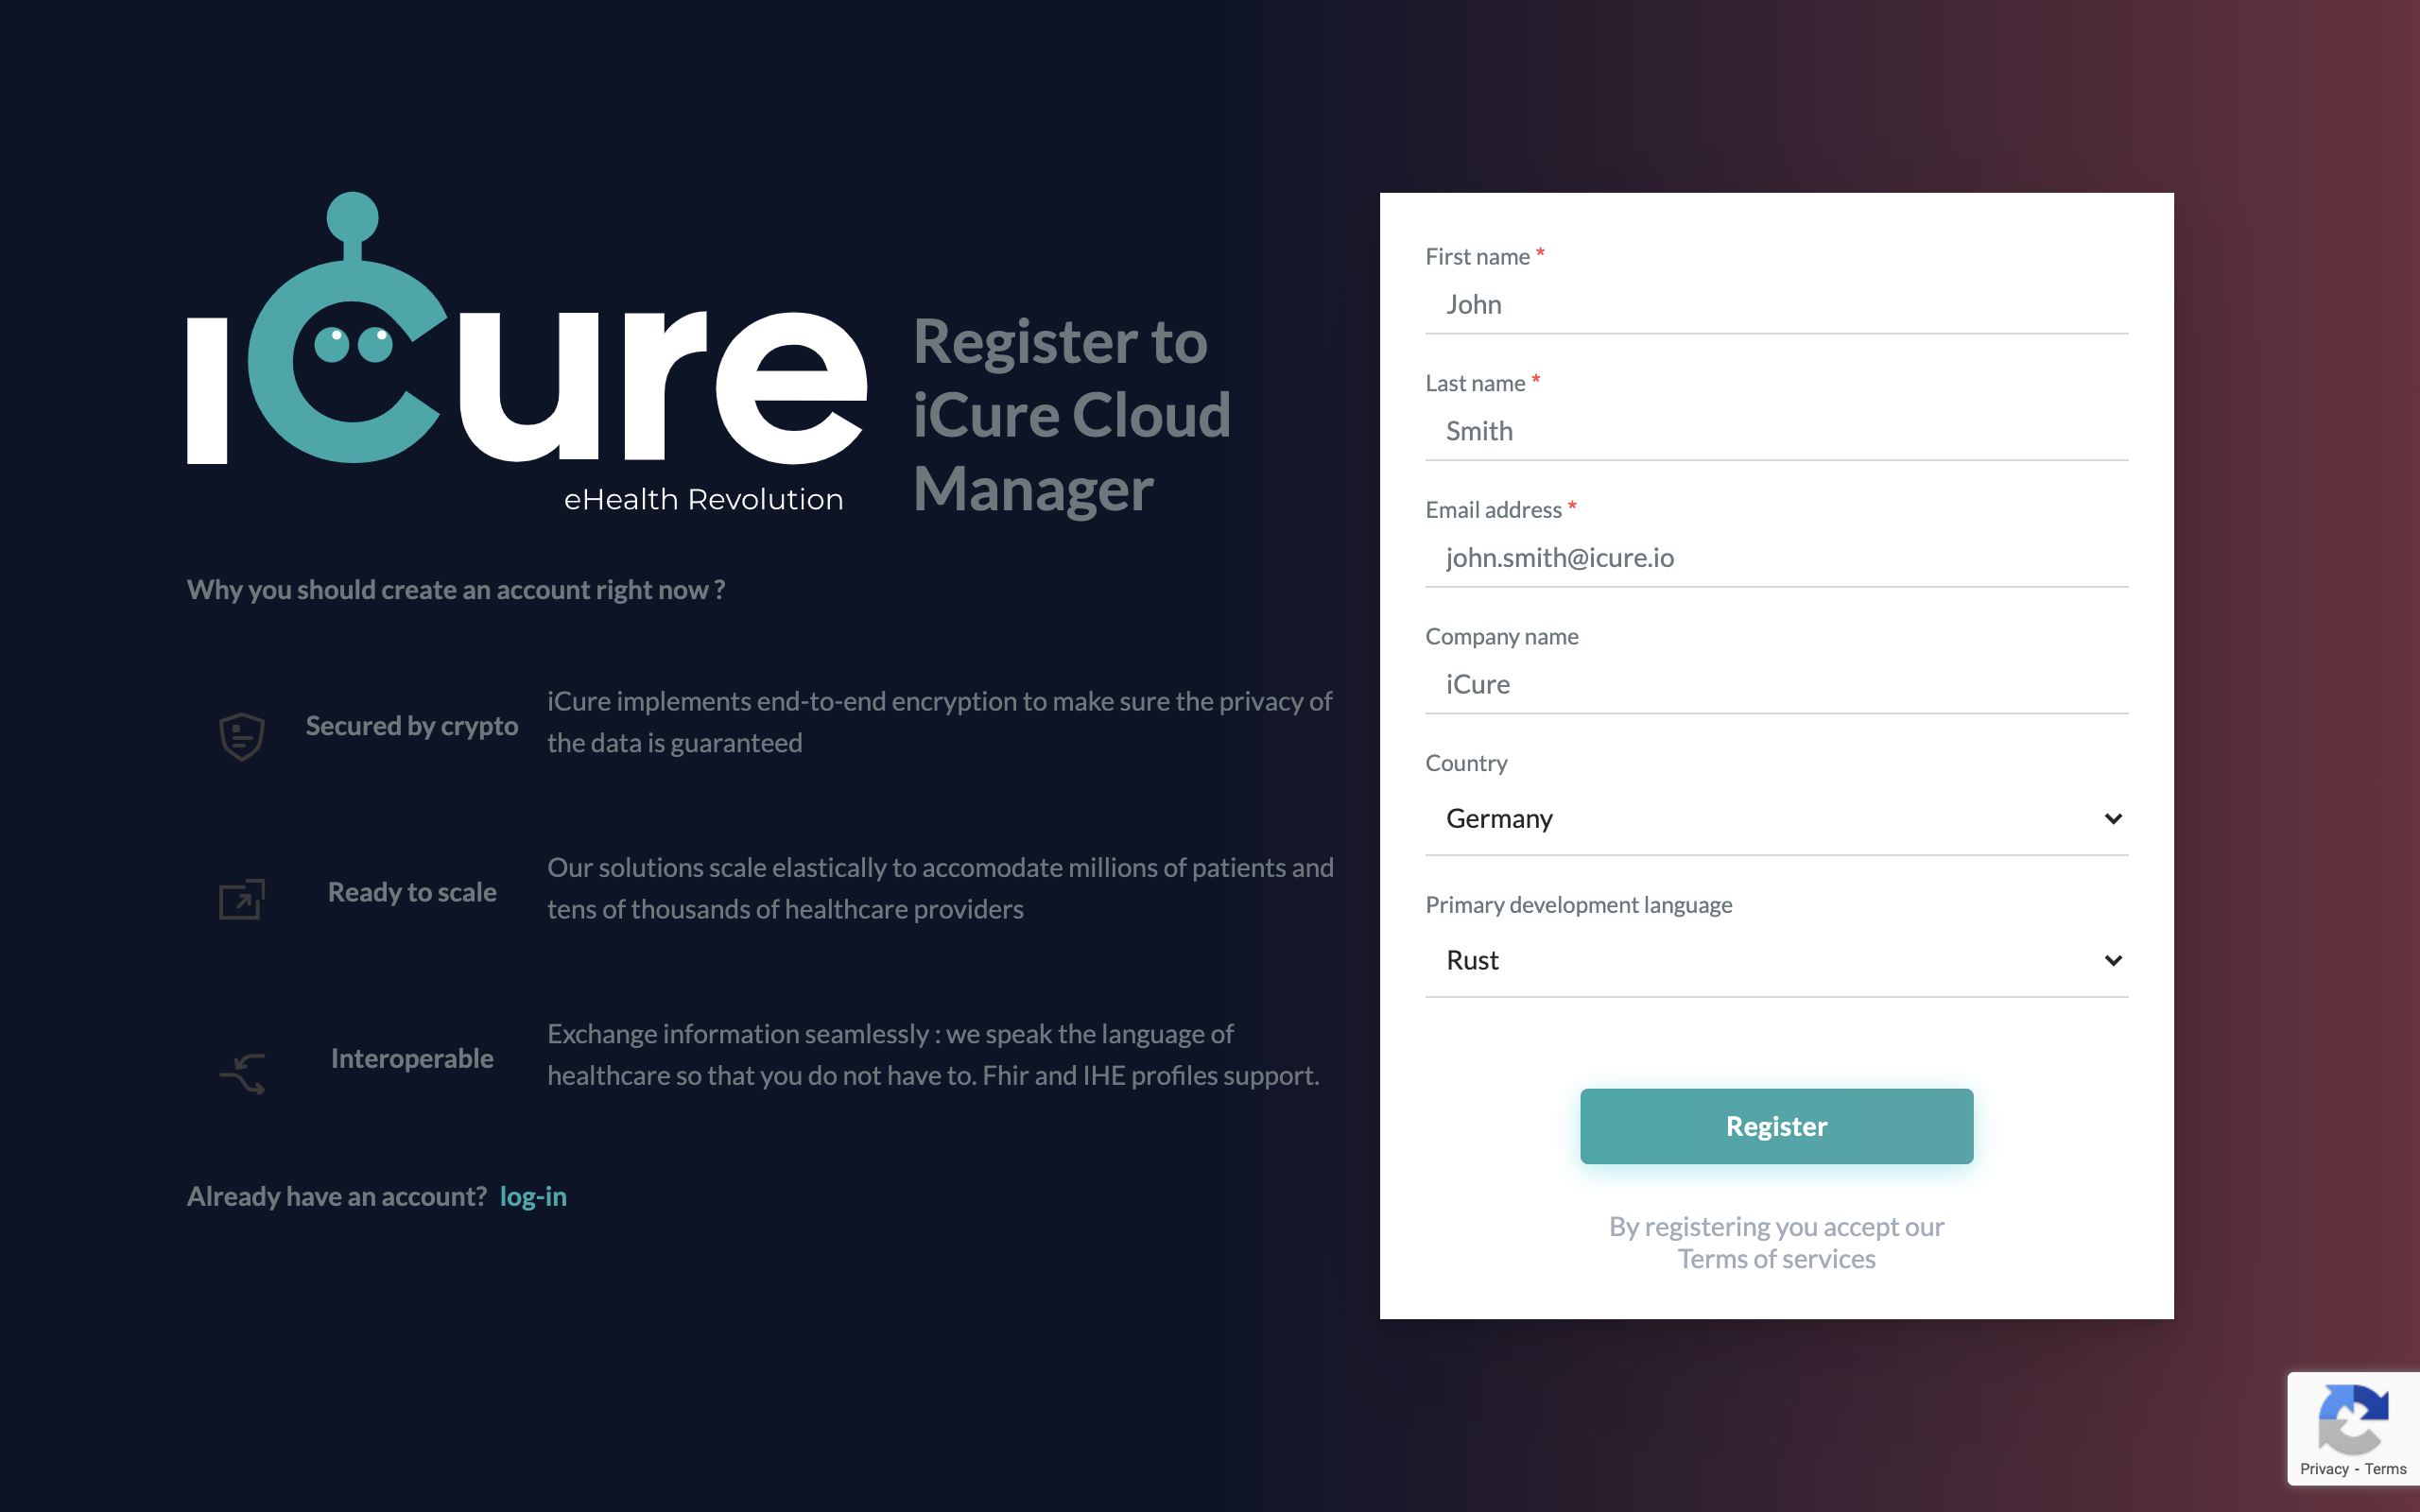 iCure
eHealth Revolution
Register to
iCure Cloud
Manager
Why you should create an account right now ?
Secured by crypto
iCure implements end-to-end encryption to make sure the privacy of
the data is guaranteed
Ready to scale
Our solutions scale elastically to accomodate millions of patients and
tens of thousands of healthcare providers
Interoperable
Exchange information seamlessly : we speak the language of
healthcare so that you do not have to. Fhir and IHE profiles support.
Already have an account? log-in
First name *
John
Last name *
Smith
Email address *
john.smith@icure.io
Company name
iCure
Country
Germany
Primary development language
Rust
Register
By registering you accept our
Terms of services
Privacy - Terms